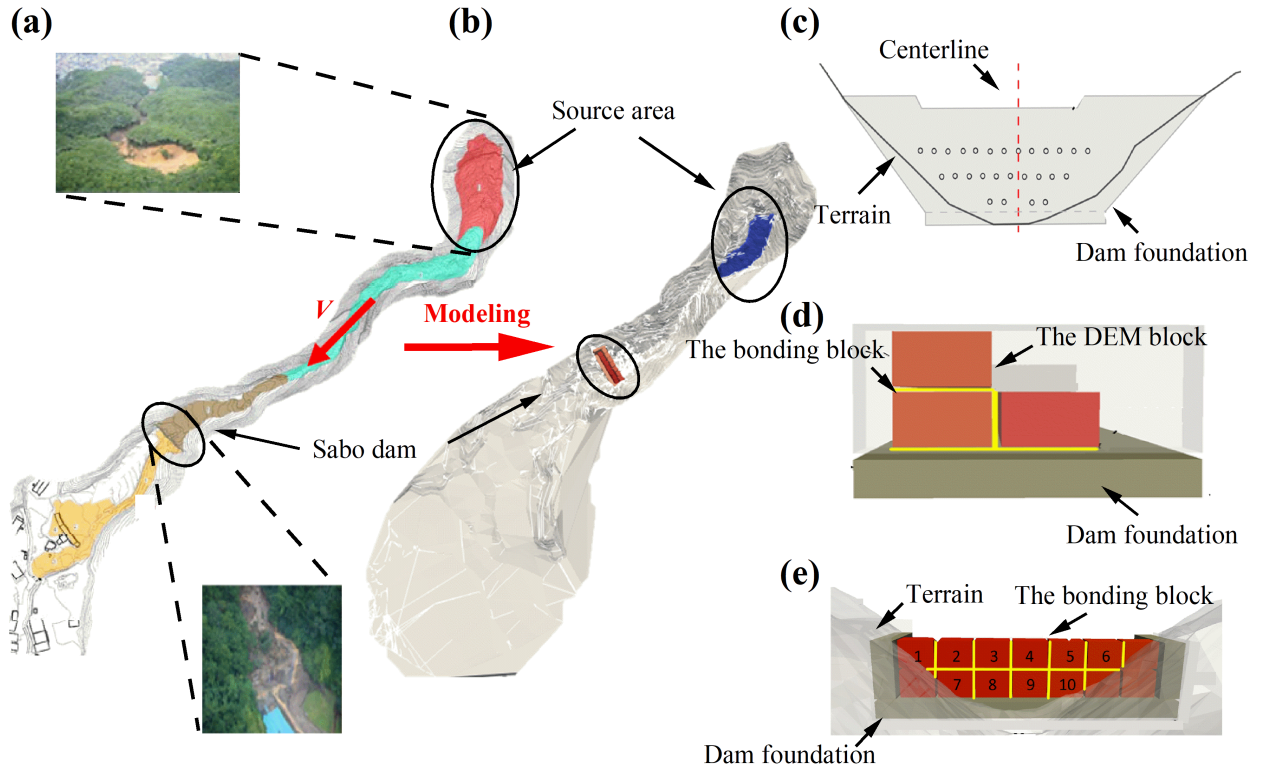 (a)
(b)
(c)
Centerline
Source area
Terrain
Dam foundation
V
Modeling
(d)
The bonding block
The DEM block
Sabo dam
Dam foundation
(e)
Terrain
The bonding block
1 2 3 4 5 6
7 8 9 10
Dam foundation